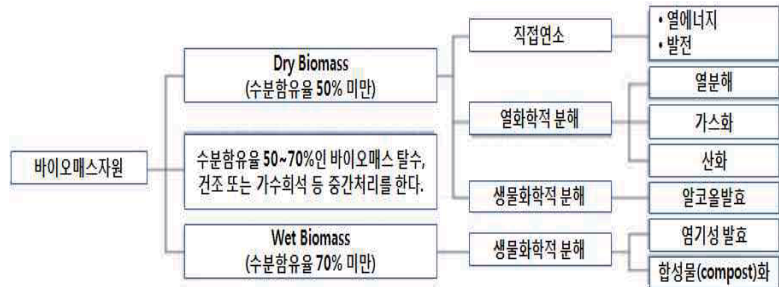 바이오메스자원
Dry Biomass
(수분함유율 50% 미만)
수분함유율 50~70%인 바이오메스 탈수,
건조 또는 가수희석 등 중간처리를 한다.
Wet Biomass
(수분함유율 70% 미만)
직접연소
열화학적 분해
생물화학적 분해
생물화학적 분해
• 열에너지
• 발전
열분해
가스화
산화
알코올발효
염기성 발효
합성물(compost)화